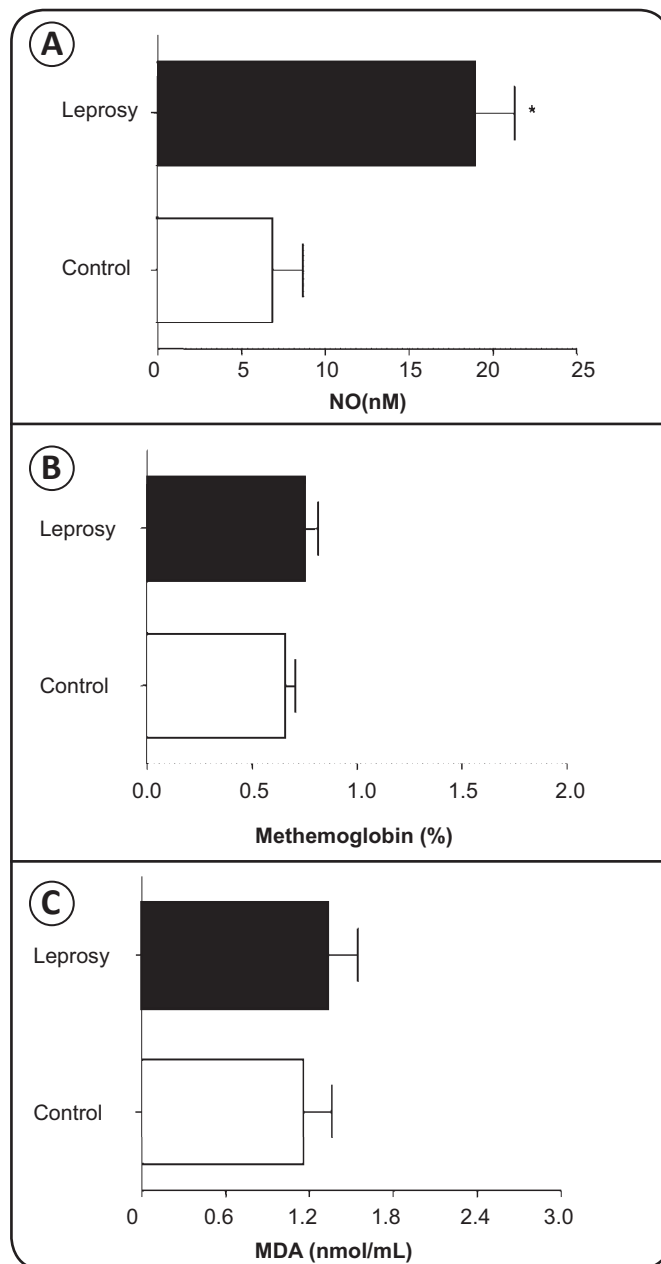 A
Leprosy
*
Control
0 5 10 15 20 25
NO(nM)
B
Leprosy
Control
0.0 0.5 1.0 1.5 2.0
Methemoglobin (%)
C
Leprosy
Control
0 0.6 1.2 1.8 2.4 3.0
MDA (nmol/mL)